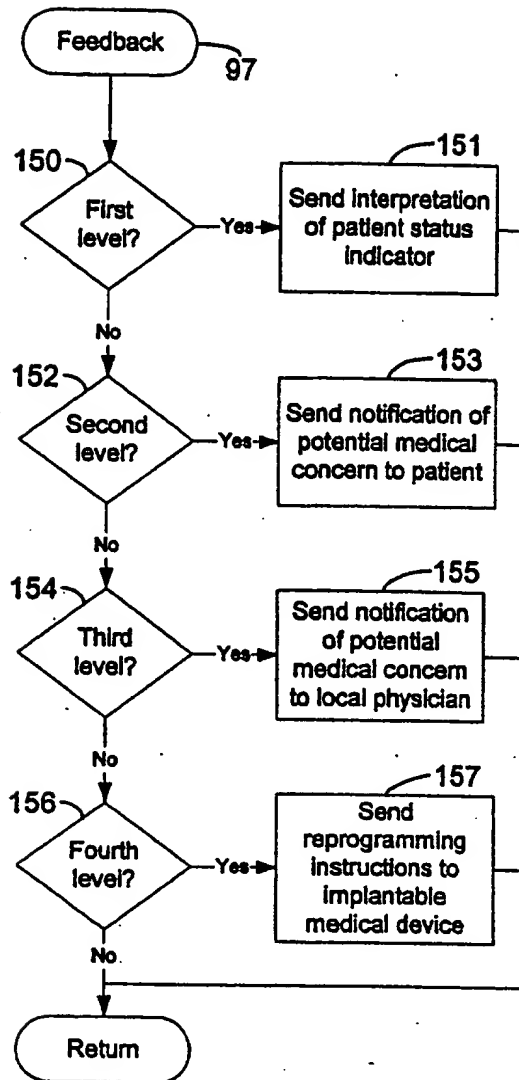 Feedback
97
150
151
First
level?
Yes
Send interpretation
of patient status
indicator
No
152
153
Second
level?
Yes
Send notification of
potential medical
concern to patient
No
154
155
Third
level?
Yes
Send notification
of potential
medical concern
to local physician
No
156
157
Fourth
level?
Yes
Send
reprogramming
instructions to
implantable
medical device
No
Return